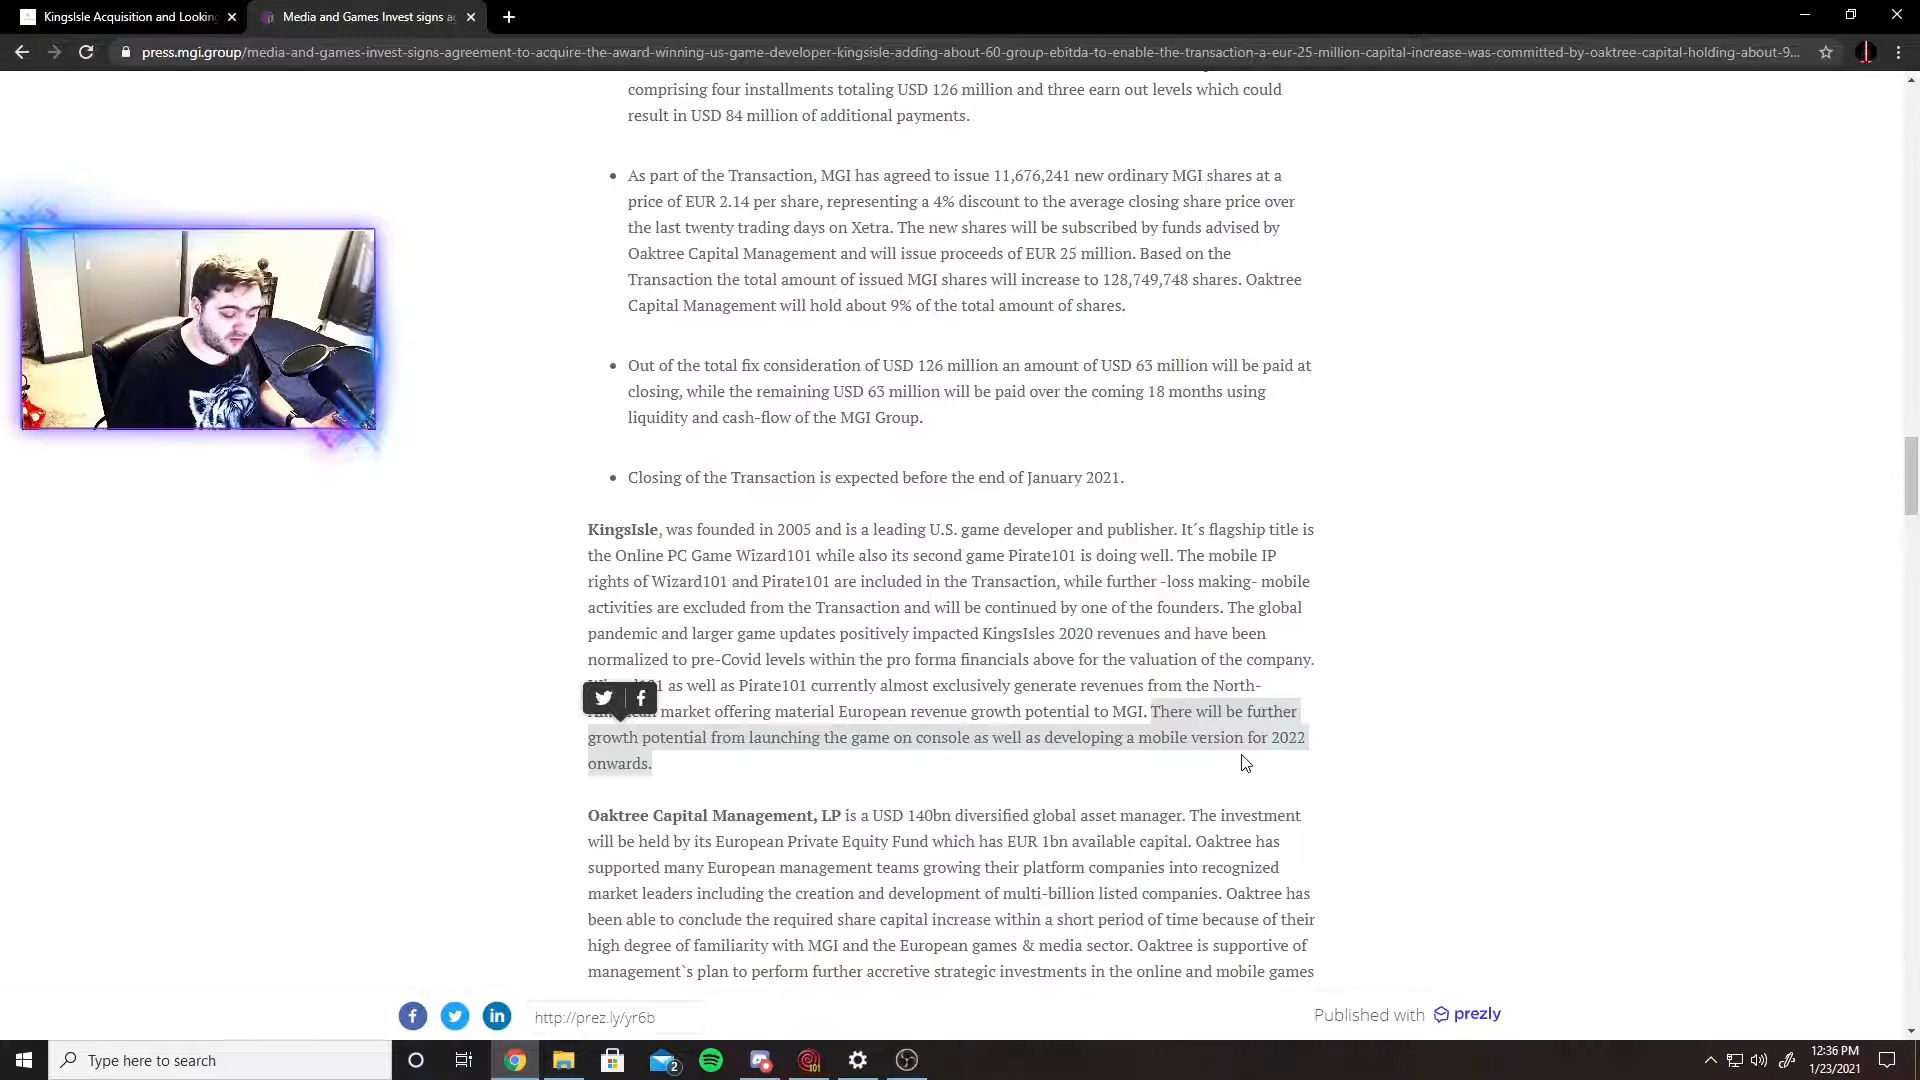 KingsIsle Acquisition and Looking
Media and Games Invest signs ag
press.mgi.group/media-and-games-invest-signs-agreement-to-acquire-the-award-winning-us-game-developer-kingsisle-adding-about-60-group-ebitda-to-enable-the-transaction-a-eur-25-million-capital-increase-was-committed-by-oaktree-capital-holding-about-9...
comprising four installments totaling USD 126 million and three earn out levels which could
result in USD 84 million of additional payments.
• As part of the Transaction, MGI has agreed to issue 11,676,241 new ordinary MGI shares at a
price of EUR 2.14 per share, representing a 4% discount to the average closing share price over
the last twenty trading days on Xetra. The new shares will be subscribed by funds advised by
Oaktree Capital Management and will issue proceeds of EUR 25 million. Based on the
Transaction the total amount of issued MGI shares will increase to 128,749,748 shares. Oaktree
Capital Management will hold about 9% of the total amount of shares.
• Out of the total fix consideration of USD 126 million an amount of USD 63 million will be paid at
closing, while the remaining USD 63 million will be paid over the coming 18 months using
liquidity and cash-flow of the MGI Group.
• Closing of the Transaction is expected before the end of January 2021.
KingsIsle, was founded in 2005 and is a leading U.S. game developer and publisher. It´s flagship title is
the Online PC Game Wizard101 while also its second game Pirate101 is doing well. The mobile IP
rights of Wizard101 and Pirate101 are included in the Transaction, while further -loss making- mobile
activities are excluded from the Transaction and will be continued by one of the founders. The global
pandemic and larger game updates positively impacted KingsIsles 2020 revenues and have been
normalized to pre-Covid levels within the pro forma financials above for the valuation of the company.
as well as Pirate101 currently almost exclusively generate revenues from the North-
market offering material European revenue growth potential to MGI. There will be further
growth potential from launching the game on console as well as developing a mobile version for 2022
onwards.
Oaktree Capital Management, LP is a USD 140bn diversified global asset manager. The investment
will be held by its European Private Equity Fund which has EUR 1bn available capital. Oaktree has
supported many European management teams growing their platform companies into recognized
market leaders including the creation and development of multi-billion listed companies. Oaktree has
been able to conclude the required share capital increase within a short period of time because of their
high degree of familiarity with MGI and the European games & media sector. Oaktree is supportive of
management`s plan to perform further accretive strategic investments in the online and mobile games
http://prez.ly/yr6b
Published with prezly
Type here to search
2
101
12:36 PM
1/23/2021